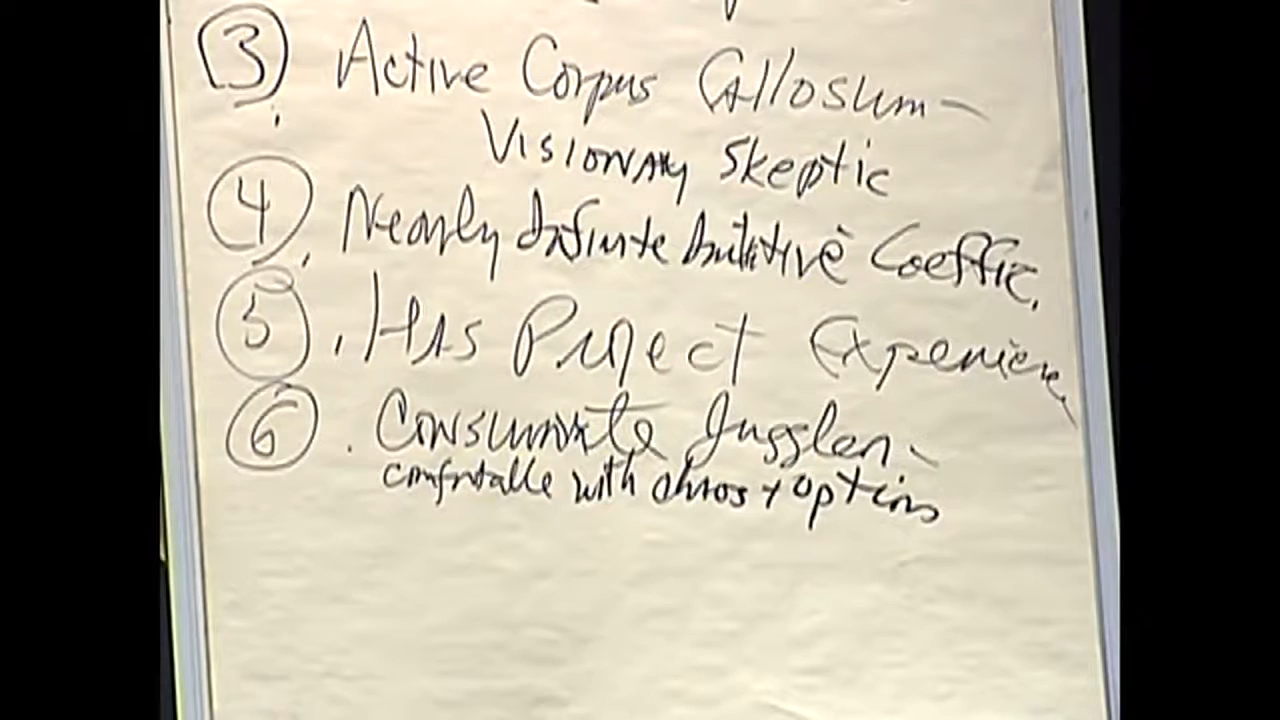 3 Active Corpus Callosum -
Visionary Skeptic
4. Nearly Infinite Coeffic.
5. Has Project Experience
6. Consummate Juggler -
comfortable with chaos + options